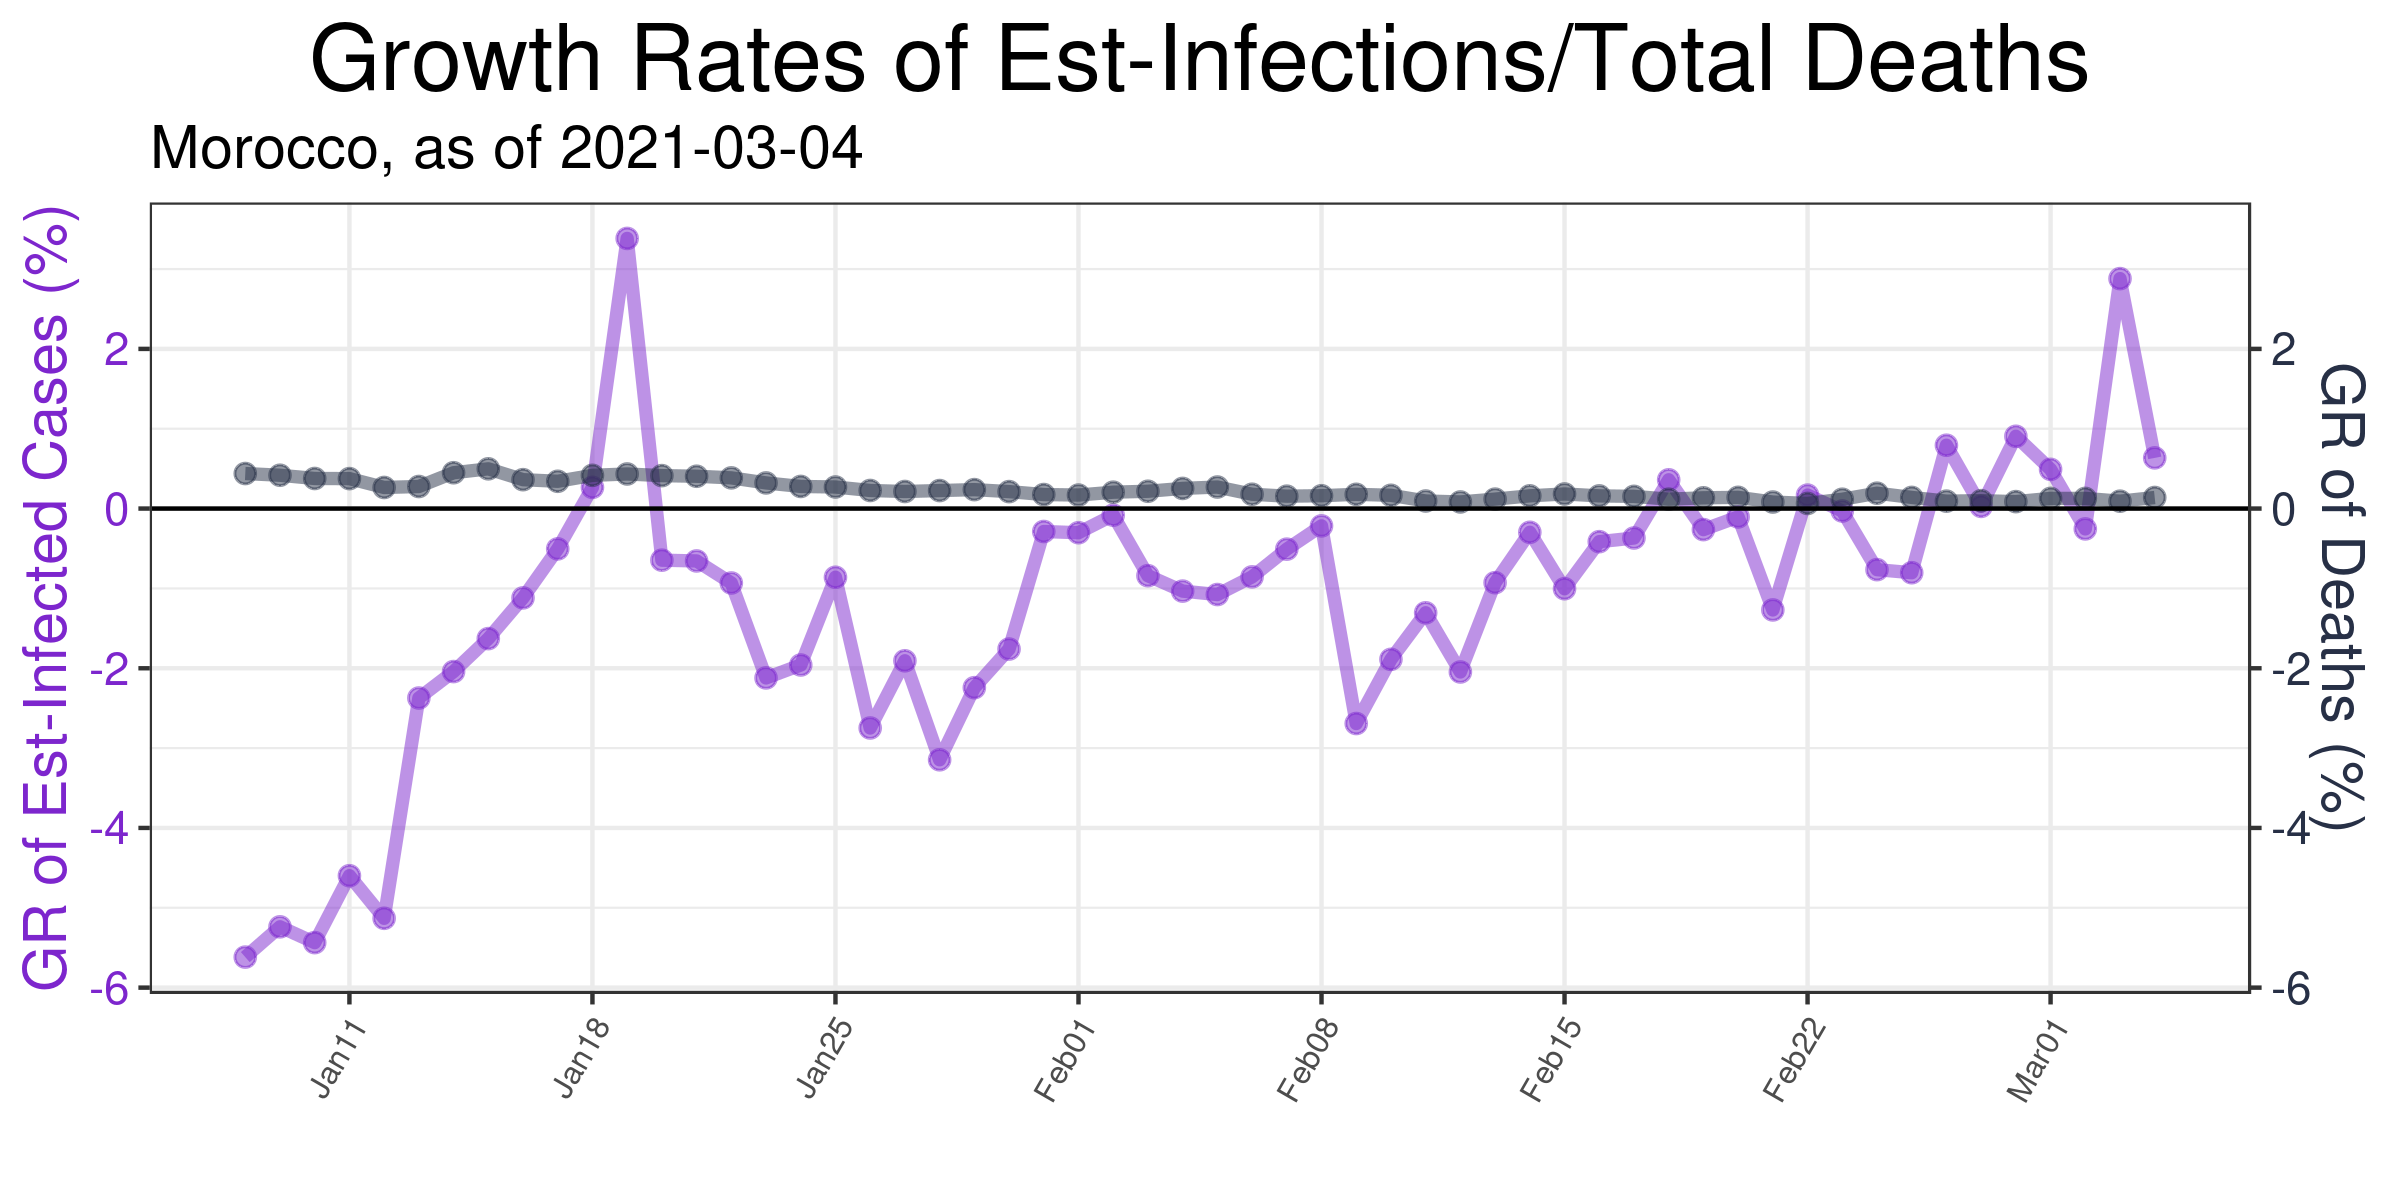 Growth Rates of Est-Infections/Total Deaths
Morocco, as of 2021-03-04
GR of Est-Infected Cases (%)
2
0
-2
-4
-6
2
0
-2
-4
-6
GR of Deaths (%)
Jan11
Jan18
Jan25
Feb01
Feb08
Feb15
Feb22
Mar01